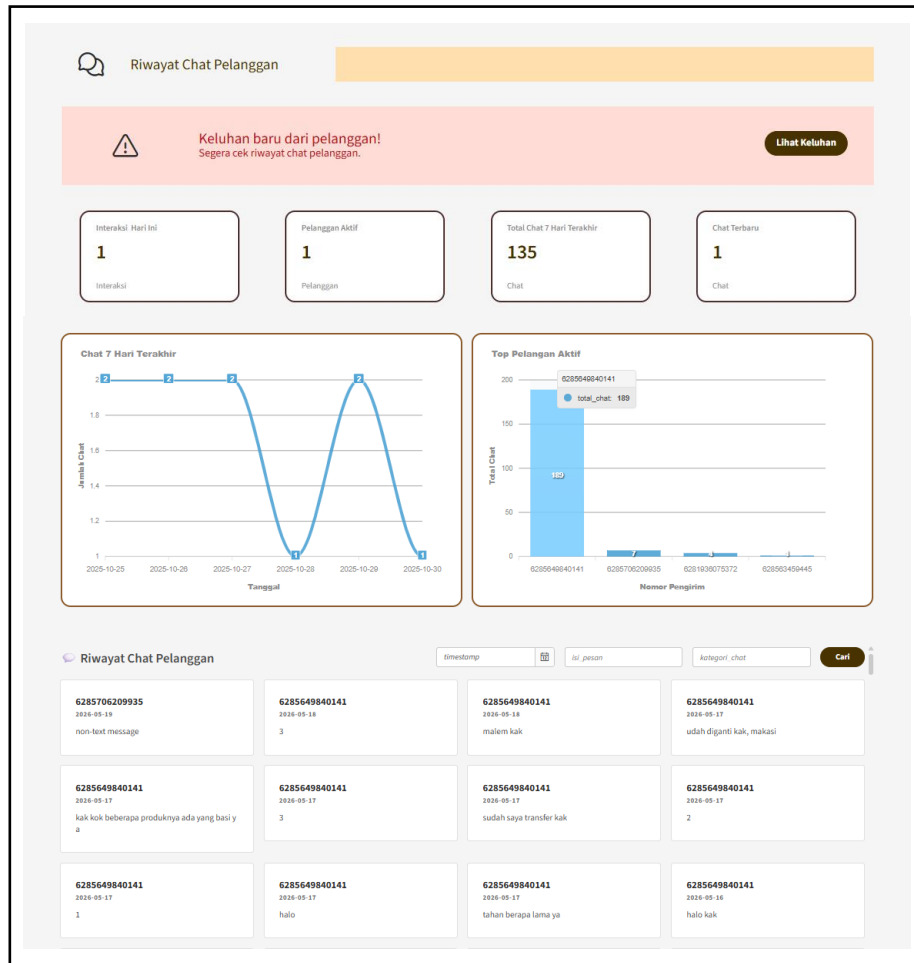 Riwayat Chat Pelanggan
Keluhan baru dari pelanggan!
Segera cek riwayat chat pelanggan.
Lihat Keluhan
Interaksi Hari Ini
1
Interaksi
Pelanggan Aktif
1
Pelanggan
Total Chat 7 Hari Terakhir
135
Chat
Chat Terbaru
1
Chat
Chat 7 Hari Terakhir
Jumlah Chat
2
1.8
1.6
1.4
1.2
1
2
2
2
1
2
1
2025-10-25
2025-10-26
2025-10-27
2025-10-28
2025-10-29
2025-10-30
Tanggal
Top Pelangan Aktif
Total Chat
200
150
100
50
0
6285649840141
total_chat: 189
189
7
6285649840141
6285706209935
6281936075372
628563459445
Nomor Pengirim
Riwayat Chat Pelanggan
timestamp
isi_pesan
kategori_chat
Cari
6285706209935
2026-05-19
non-text message
6285649840141
2026-05-18
3
6285649840141
2026-05-18
malem kak
6285649840141
2026-05-17
udah diganti kak, makasi
6285649840141
2026-05-17
kak kok beberapa produknya ada yang basi y
a
6285649840141
2026-05-17
3
6285649840141
2026-05-17
sudah saya transfer kak
6285649840141
2026-05-17
2
6285649840141
2026-05-17
1
6285649840141
2026-05-17
halo
6285649840141
2026-05-17
tahan berapa lama ya
6285649840141
2026-05-16
halo kak